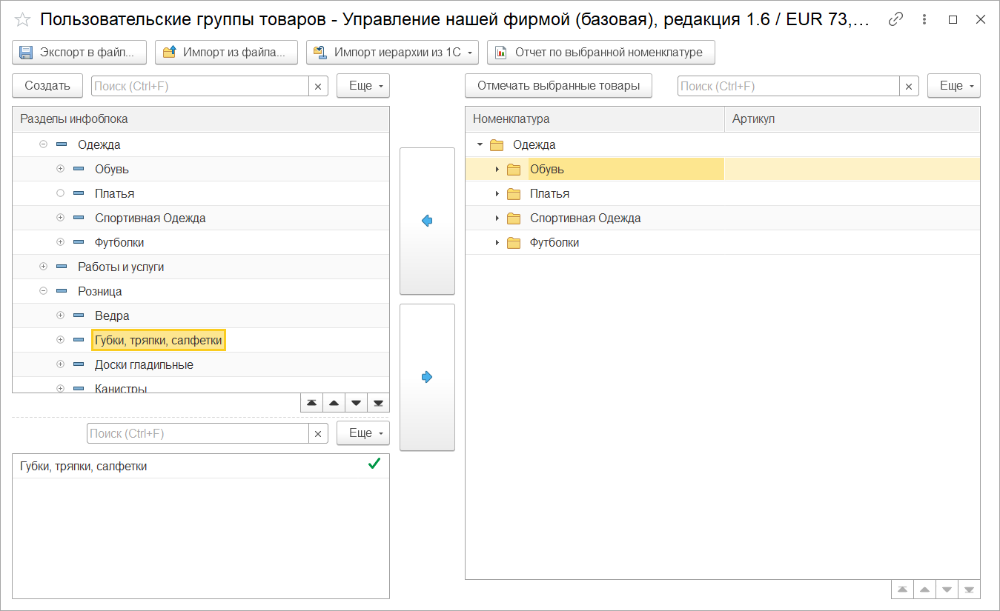 Пользовательские группы товаров - Управление нашей фирмой (базовая), редакция 1.6 / EUR 73,...
Экспорт в файл... Импорт из файла... Импорт иерархии из 1С Отчет по выбранной номенклатуре
Создать Поиск (Ctrl+F) × Еще Отмечать выбранные товары Поиск (Ctrl+F) × Еще
Разделы инфоблока
Одежда
Обувь
Платья
Спортивная Одежда
Футболки
Работы и услуги
Розница
Ведра
Губки, тряпки, салфетки
Доски гладильные
Канистры
Поиск (Ctrl+F) × Еще
Губки, тряпки, салфетки
Номенклатура Артикул
Одежда
Обувь
Платья
Спортивная Одежда
Футболки